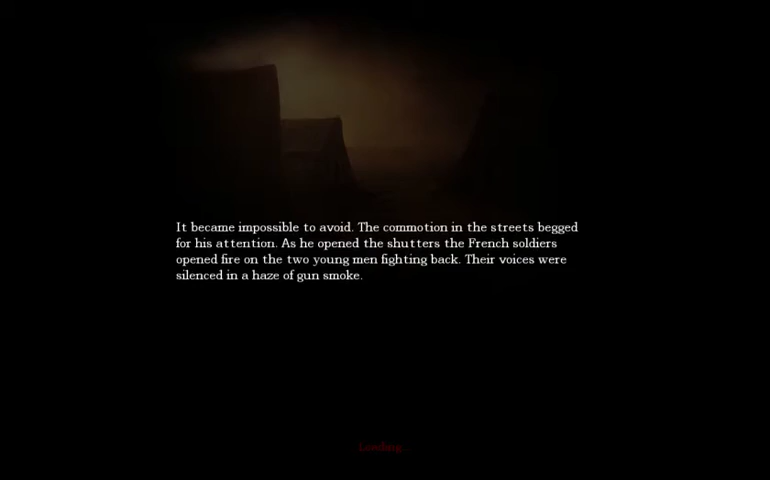 It became impossible to avoid. The commotion in the streets begged
for his attention. As he opened the shutters the French soldiers
opened fire on the two young men fighting back. Their voices were
silenced in a haze of gun smoke.
Loading...